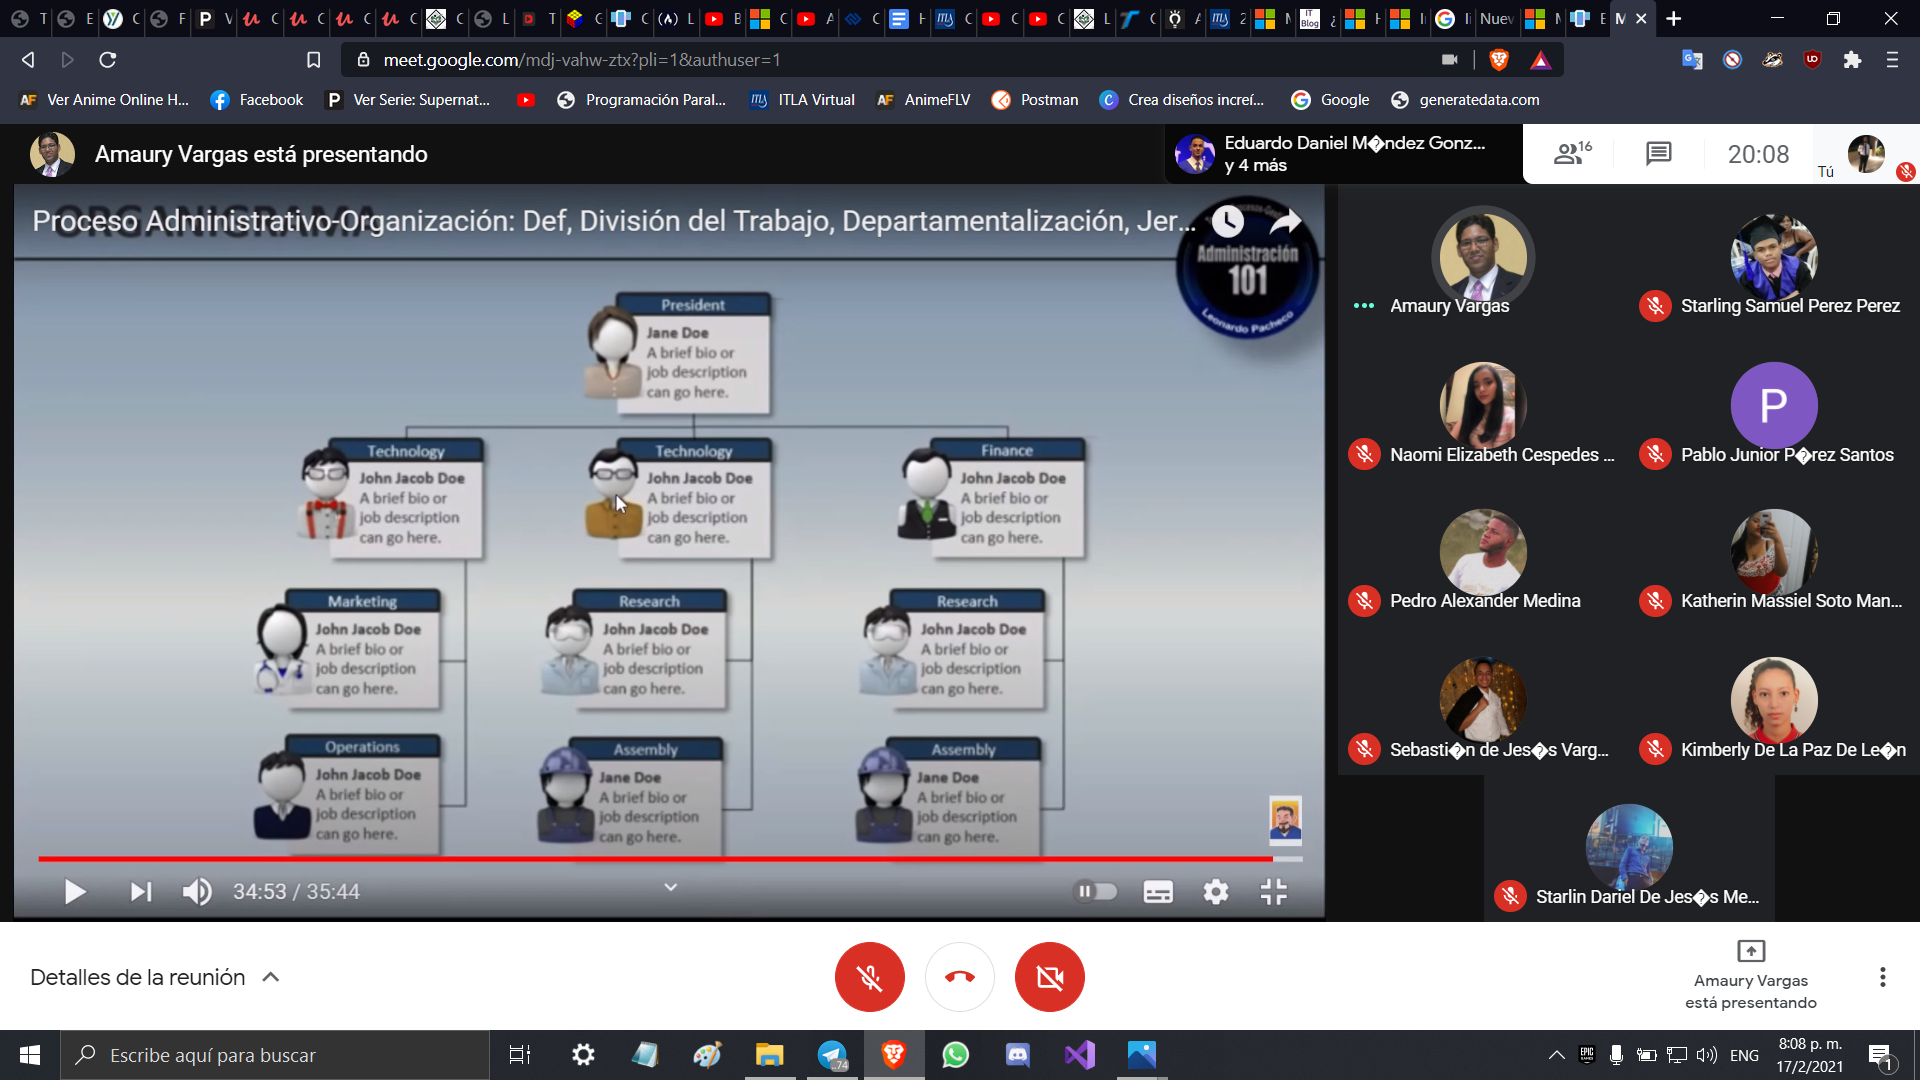 meet.google.com/mdj-vahw-ztx?pli=1&authuser=1
Ver Anime Online H...
Facebook
Ver Serie: Supernat...
Programación Paral...
ITLA Virtual
AnimeFLV
Postman
Crea diseños increí...
Google
generatedata.com
Amaury Vargas está presentando
Eduardo Daniel M�ndez Gonz...
y 4 más
16
20:08
Tú
ORGANIGRAMA
Proceso Administrativo-Organización: Def, División del Trabajo, Departamentalización, Jer...
Administración
101
Leonardo Pacheco
President
Jane Doe
A brief bio or
job description
can go here.
Technology
John Jacob Doe
A brief bio or
job description
can go here.
Technology
John Jacob Doe
A brief bio or
job description
can go here.
Finance
John Jacob Doe
A brief bio or
job description
can go here.
Marketing
John Jacob Doe
A brief bio or
job description
can go here.
Research
John Jacob Doe
A brief bio or
job description
can go here.
Research
John Jacob Doe
A brief bio or
job description
can go here.
Operations
John Jacob Doe
A brief bio or
job description
can go here.
Assembly
Jane Doe
A brief bio or
job description
can go here.
Assembly
Jane Doe
A brief bio or
job description
can go here.
34:53 / 35:44
Amaury Vargas
Starling Samuel Perez Perez
Naomi Elizabeth Cespedes ...
P
Pablo Junior P�rez Santos
Pedro Alexander Medina
Katherin Massiel Soto Man...
Sebasti�n de Jes�s Varg...
Kimberly De La Paz De Le�n
Starlin Dariel De Jes�s Me...
Detalles de la reunión
Amaury Vargas
está presentando
Escribe aquí para buscar
..74
ENG
8:08 p. m.
17/2/2021
1